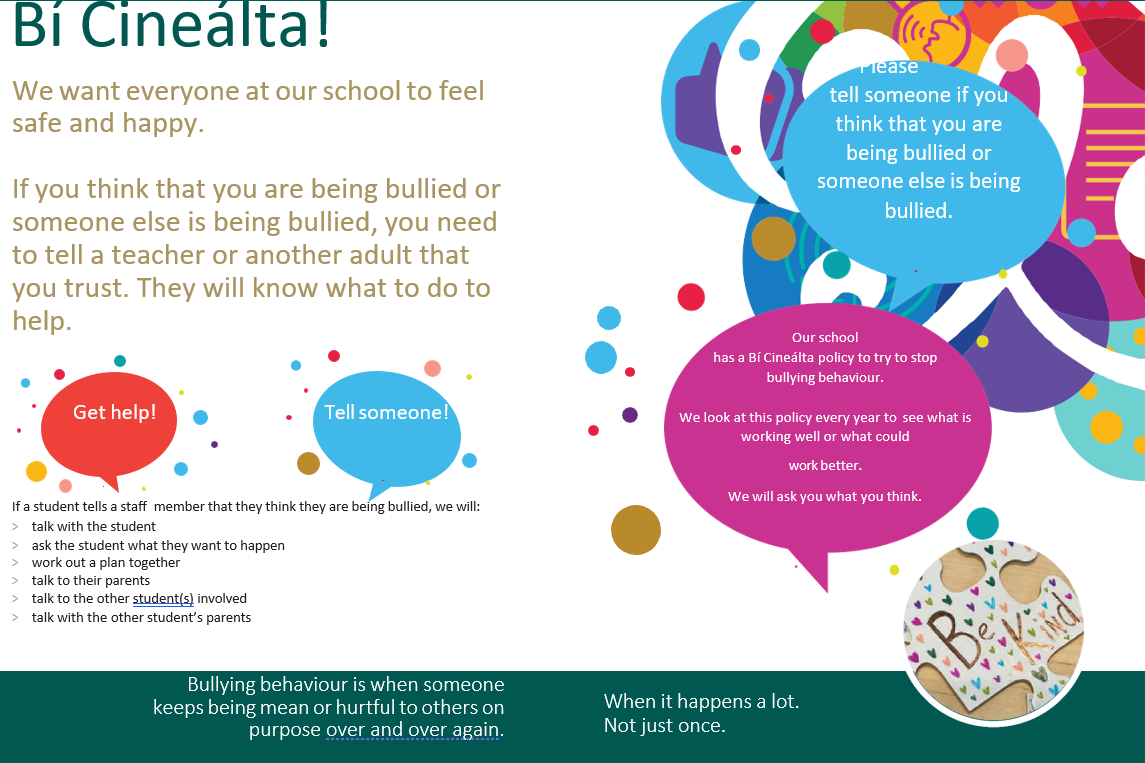 Bí Cineálta!
We want everyone at our school to feel
safe and happy.
If you think that you are being bullied or
someone else is being bullied, you need
to tell a teacher or another adult that
you trust. They will know what to do to
help.
Get help!
Tell someone!
If a student tells a staff member that they think they are being bullied, we will:
> talk with the student
> ask the student what they want to happen
> work out a plan together
> talk to their parents
> talk to the other student(s) involved
> talk with the other student’s parents
Bullying behaviour is when someone
keeps being mean or hurtful to others on
purpose over and over again.
Please
tell someone if you
think that you are
being bullied or
someone else is being
bullied.
Our school
has a Bí Cineálta policy to try to stop
bullying behaviour.
We look at this policy every year to see what is
working well or what could
work better.
We will ask you what you think.
Be Kind
When it happens a lot.
Not just once.